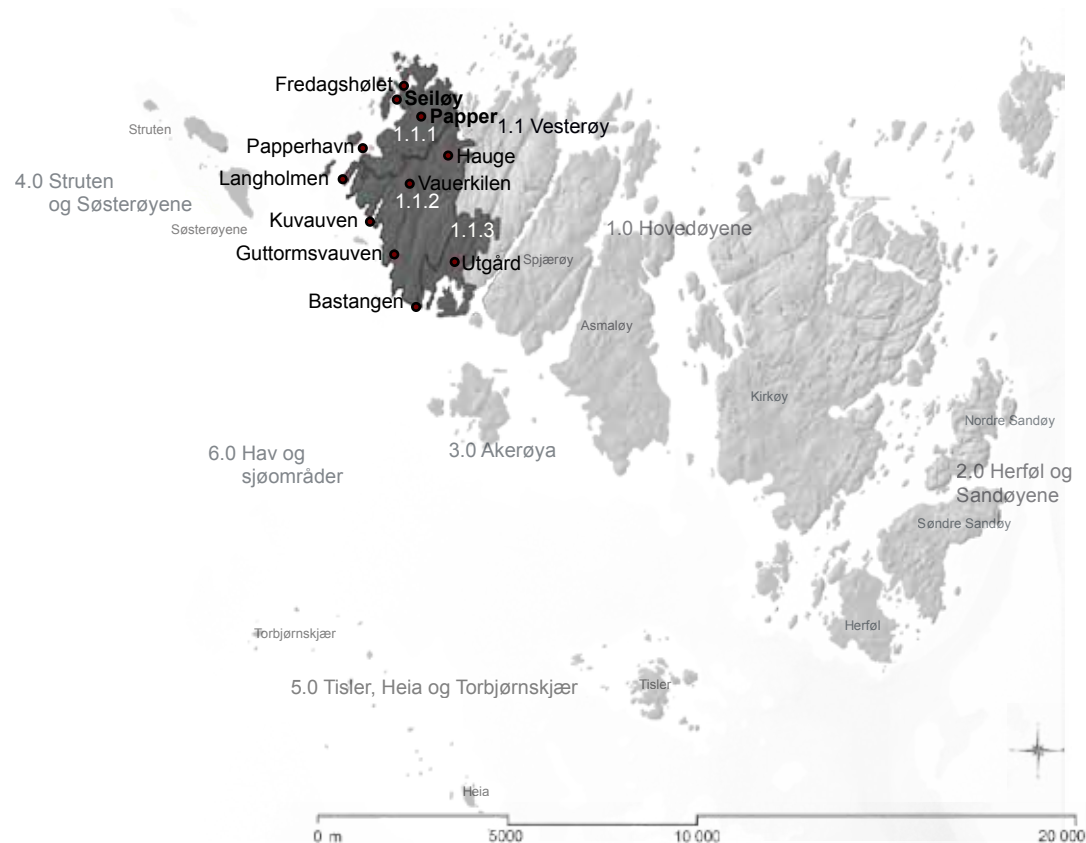 Fredagshølet
Seiløy
Papper
1.1.1
1.1 Vesterøy
Struten
Papperhavn
Hauge
4.0 Struten
og Søsterøyene
Langholmen
Vauerkilen
1.1.2
Søsterøyene
Kuvauven
1.1.3
1.0 Hovedøyene
Guttormsvauven
Utgård
Spjærøy
Bastangen
Asmaløy
Kirkøy
Nordre Sandøy
6.0 Hav og
sjøområder
3.0 Akerøya
2.0 Herføl og
Sandøyene
Søndre Sandøy
Herføl
Torbjørnskjær
5.0 Tisler, Heia og Torbjørnskjær
Tisler
Heia
0 m 5000 10 000 20 000